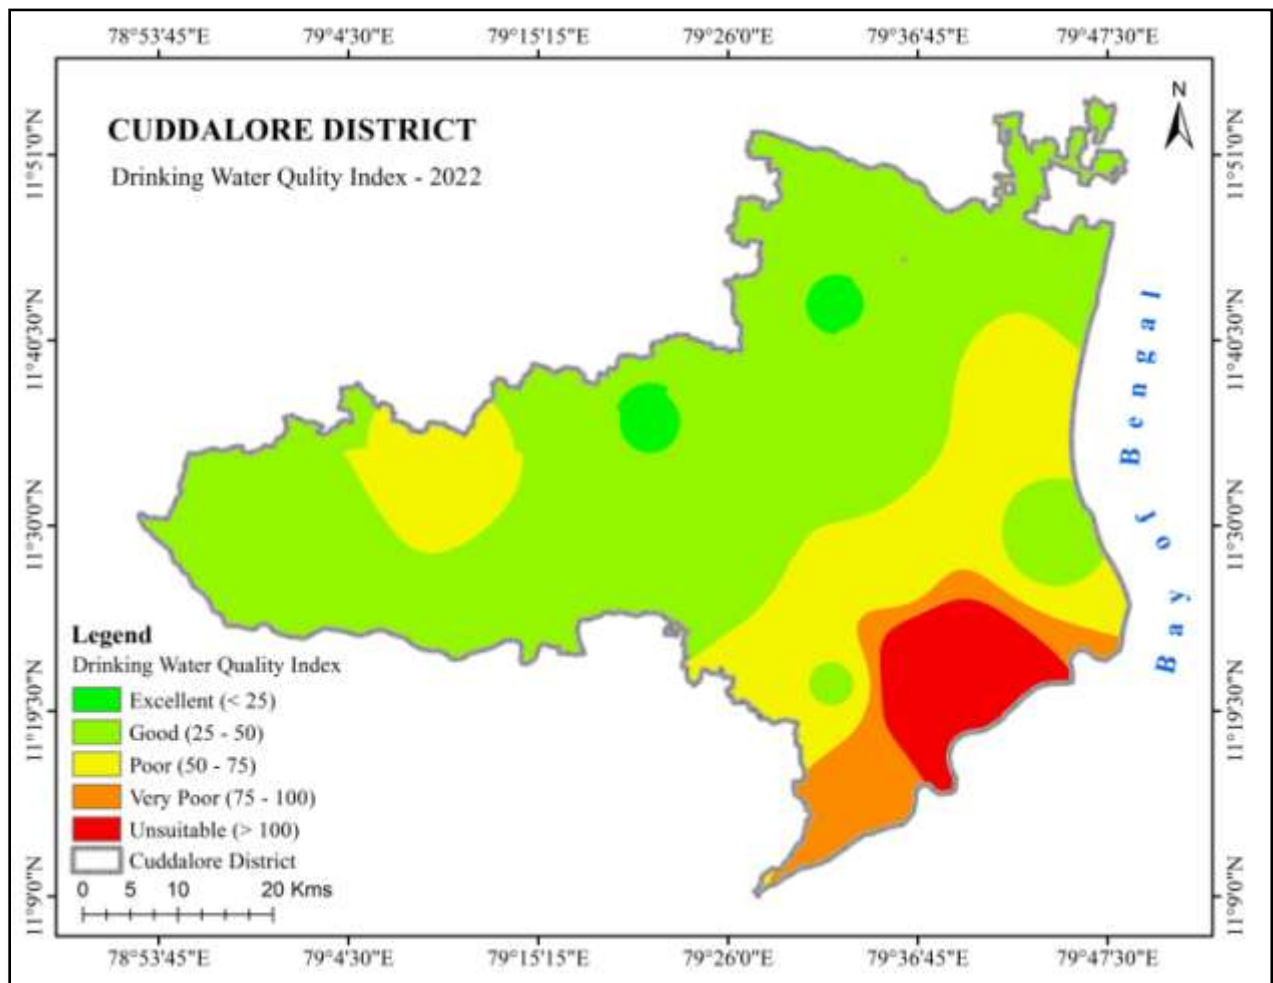 78°53'45"E 79°4'30"E 79°15'15"E 79°26'0"E 79°36'45"E 79°47'30"E
N
CUDDALORE DISTRICT
Drinking Water Qulity Index - 2022
11°51'0"N
11°40'30"N
11°30'0"N
11°19'30"N
11°9'0"N
11°51'0"N
11°40'30"N
11°30'0"N
11°19'30"N
11°9'0"N
Bay of Bengal
Legend
Drinking Water Quality Index
Excellent (< 25)
Good (25 - 50)
Poor (50 - 75)
Very Poor (75 - 100)
Unsuitable (> 100)
Cuddalore District
0 5 10 20 Kms
78°53'45"E 79°4'30"E 79°15'15"E 79°26'0"E 79°36'45"E 79°47'30"E